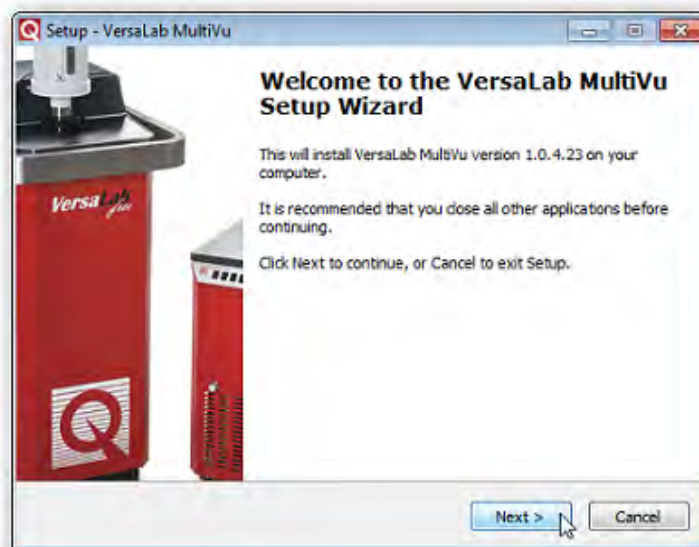 Setup - VersaLab MultiVu
Welcome to the VersaLab MultiVu
Setup Wizard
This will install VersaLab MultiVu version 1.0.4.23 on your
computer.
It is recommended that you close all other applications before
continuing.
Click Next to continue, or Cancel to exit Setup.
VersaLab
Next >
Cancel